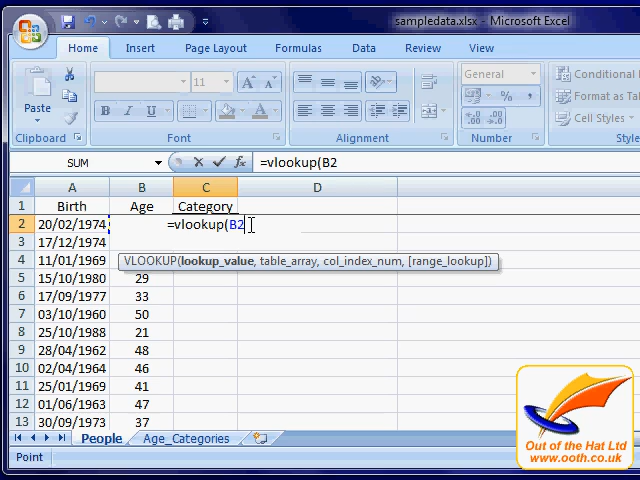 sampledata.xlsx - Microsoft Excel
Home Insert Page Layout Formulas Data Review View
Paste 11 A A General Conditional
B I U A % , Format as Ta
Cell Styles
Clipboard Font Alignment Number Style
SUM =vlookup(B2
A B C D
1 Birth Age Category
2 20/02/1974 =vlookup(B2
3 17/12/1974
4 11/01/1969 VLOOKUP(lookup_value, table_array, col_index_num, [range_lookup])
5 15/10/1980 29
6 17/09/1977 33
7 03/10/1960 50
8 25/10/1988 21
9 28/04/1962 48
10 02/04/1964 46
11 25/01/1969 41
12 01/06/1963 47
13 30/09/1973 37
People Age_Categories
Point
Out of the Hat Ltd
www.ooth.co.uk